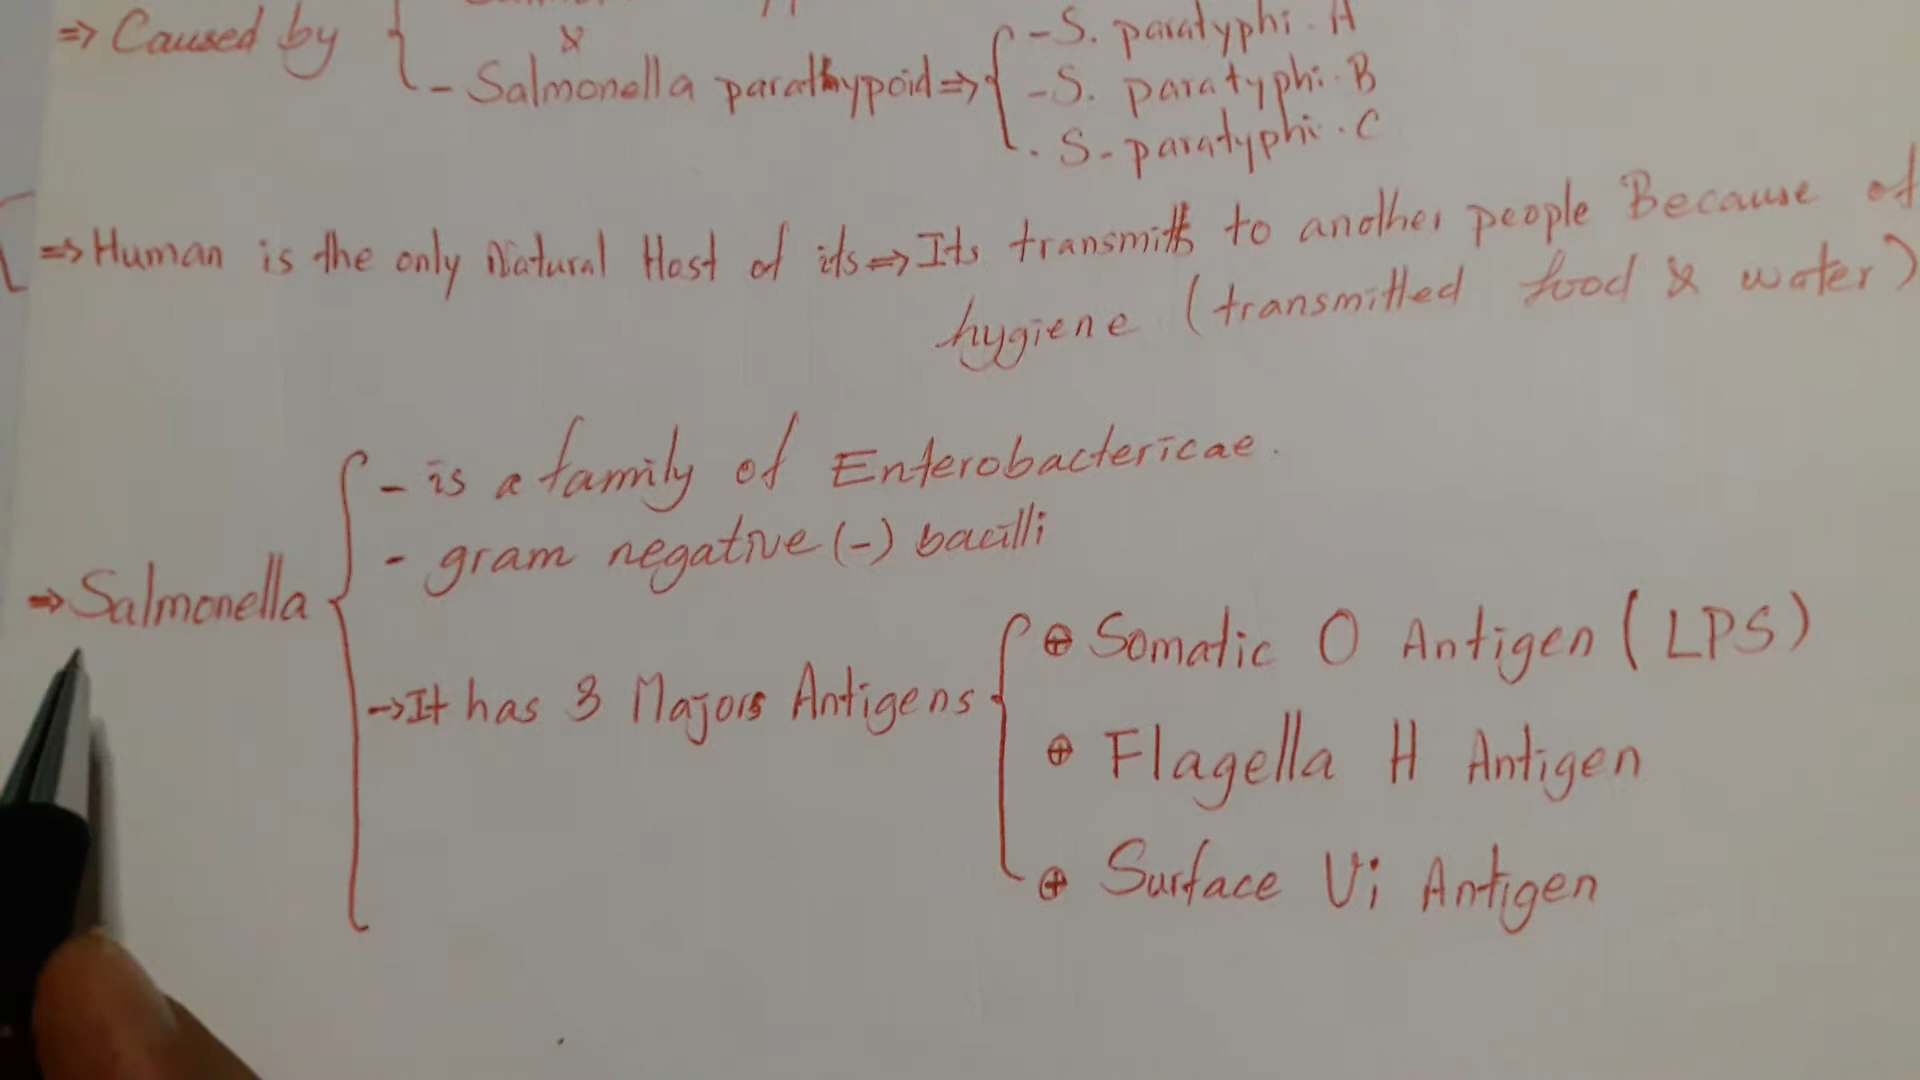 ⇒ Caused by
&
- Salmonella parathypoid ⇒
- S. paratyphi. A
- S. paratyphi. B
. S. paratyphi. C
⇒ Human is the only Natural Host of its ⇒ Its transmitts to another people Because of
hygiene (transmitted food & water)
⇒ Salmonella
- is a family of Enterobactericae.
- gram negative (-) bacilli
→ It has 3 Majors Antigens
⊕ Somatic O Antigen (LPS)
⊕ Flagella H Antigen
⊕ Surface Vi Antigen